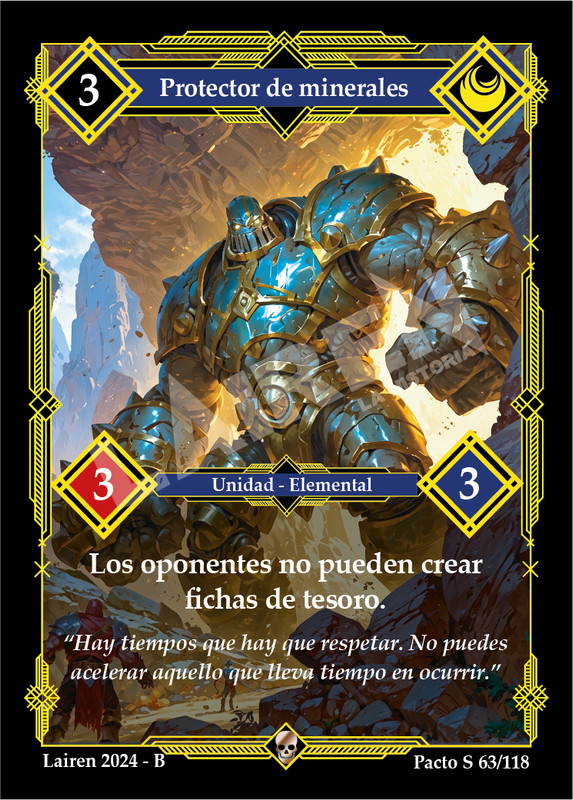 3
Protector de minerales
3
Unidad - Elemental
3
Los oponentes no pueden crear
fichas de tesoro.
“Hay tiempos que hay que respetar. No puedes
acelerar aquello que lleva tiempo en ocurrir.”
Lairen 2024 - B
Pacto S 63/118